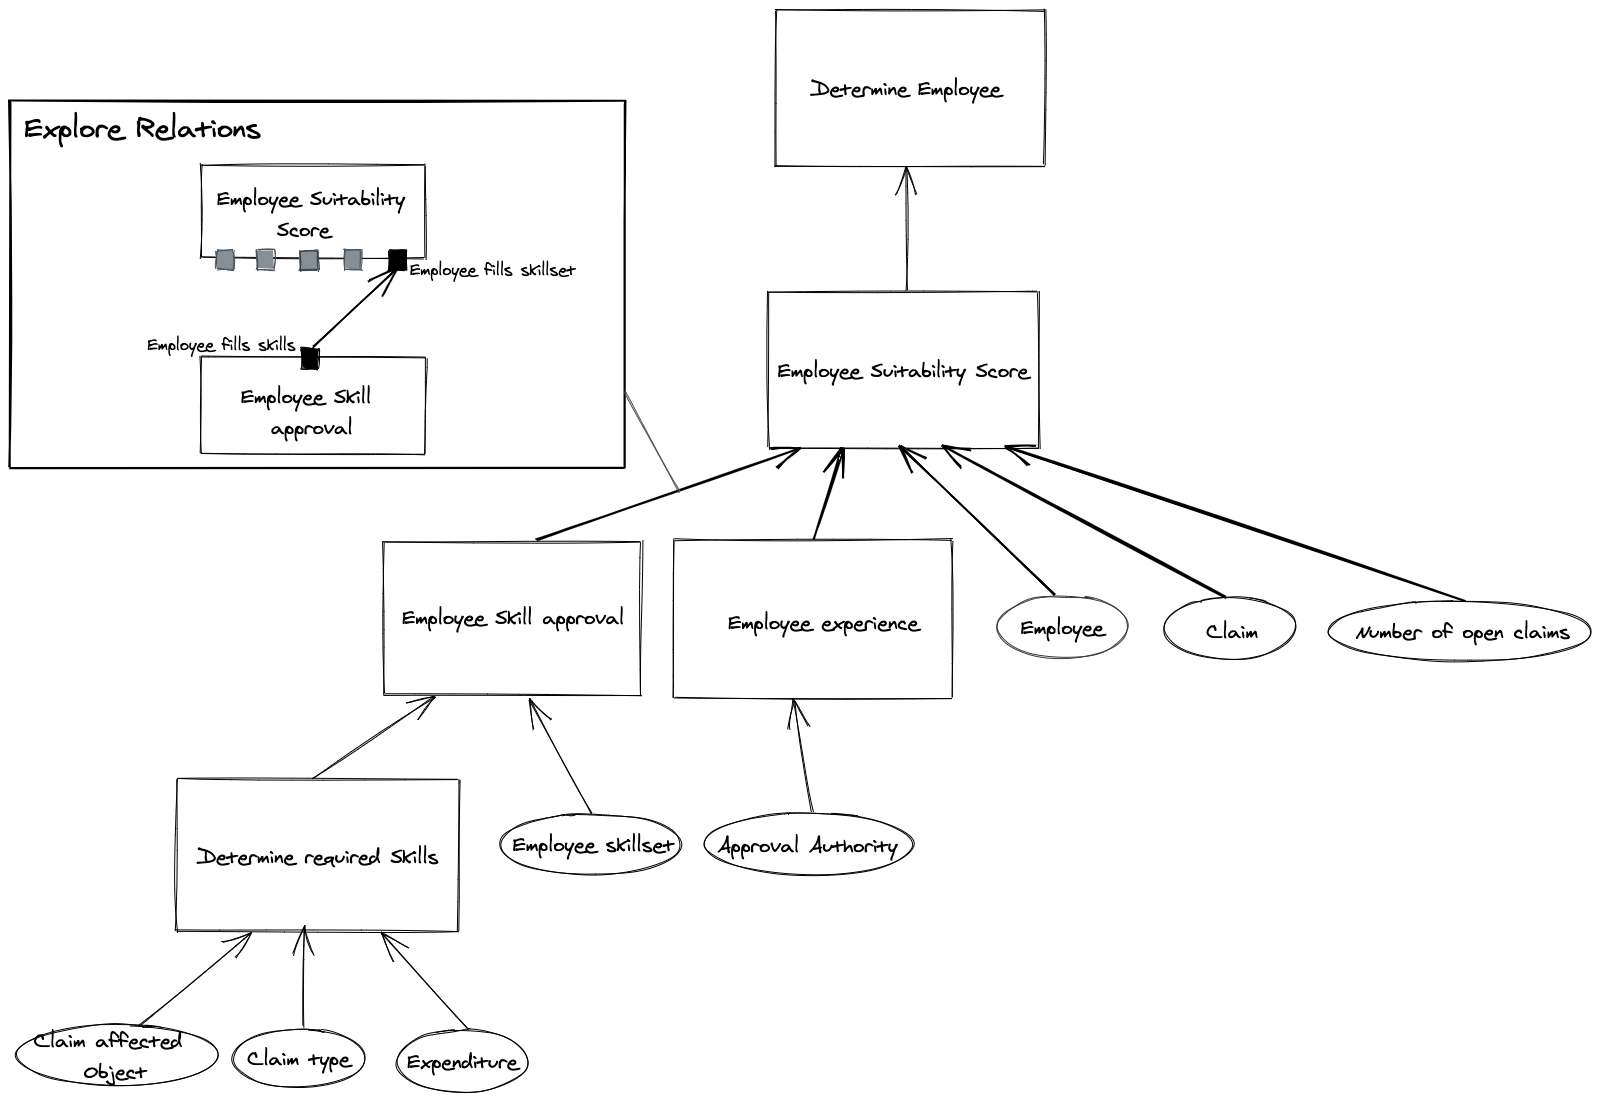 Determine Employee
Explore Relations
Employee Suitability
Score
Employee fills skillset
Employee fills skills
Employee Skill
approval
Employee Suitability Score
Employee Skill approval
Employee experience
Employee
Claim
Number of open claims
Determine required Skills
Employee skillset
Approval Authority
Claim affected
Object
Claim type
Expenditure